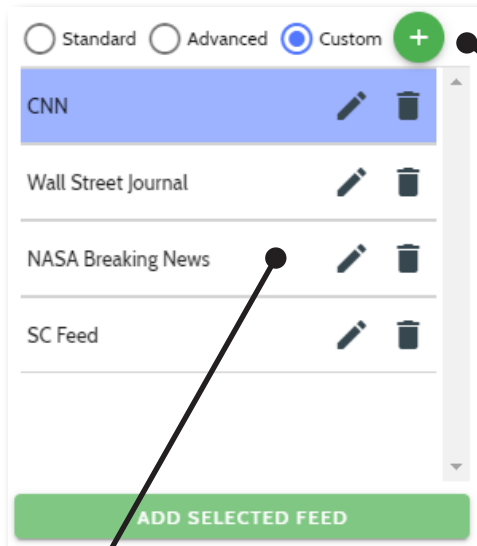 Standard Advanced Custom +
CNN
Wall Street Journal
NASA Breaking News
SC Feed
ADD SELECTED FEED